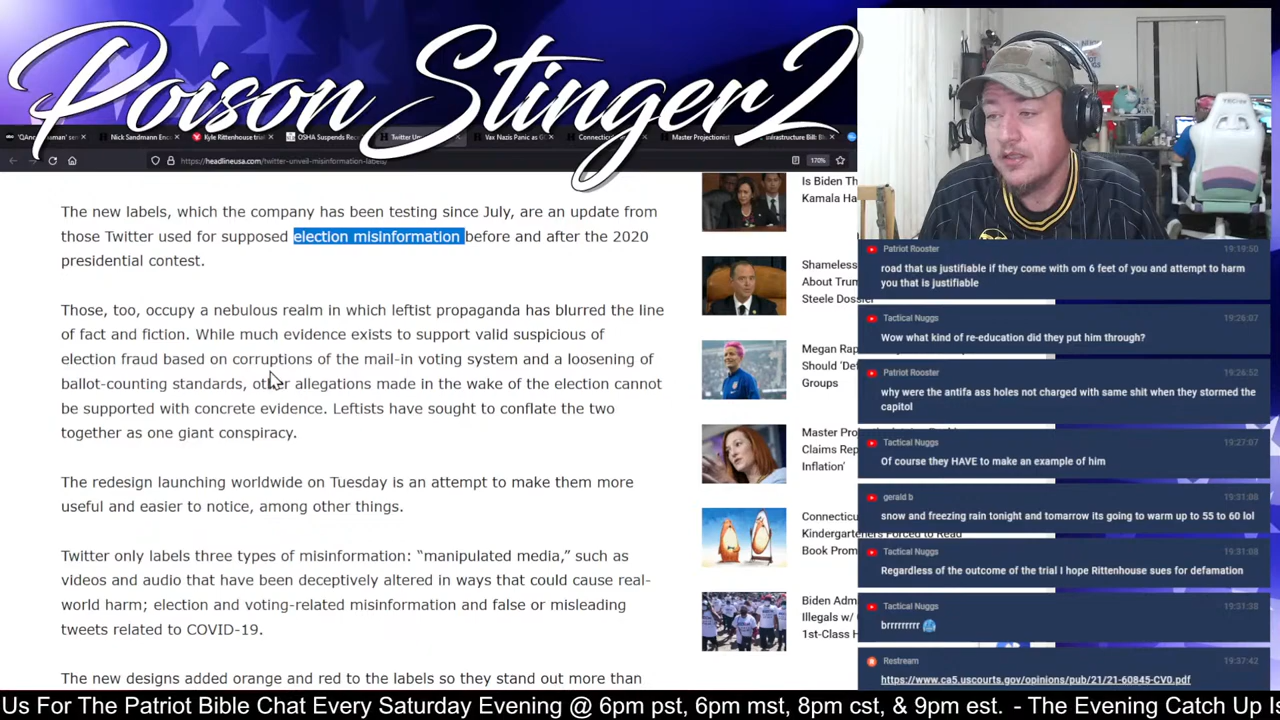 Poison Stinger2
'QAnon
man' sen
Nick Sandmann Enc
Kyle Rittenhouse tria
OSHA Suspends Rec
Twitter Un
Vax Nazis Panic as
Connecticu
Master Projectionist
Infrastructure Bill:
https://headlineusa.com/twitter-unveil-misinformation-labels/
170%
The new labels, which the company has been testing since July, are an update from
those Twitter used for supposed election misinformation before and after the 2020
presidential contest.
Those, too, occupy a nebulous realm in which leftist propaganda has blurred the line
of fact and fiction. While much evidence exists to support valid suspicious of
election fraud based on corruptions of the mail-in voting system and a loosening of
ballot-counting standards, other allegations made in the wake of the election cannot
be supported with concrete evidence. Leftists have sought to conflate the two
together as one giant conspiracy.
The redesign launching worldwide on Tuesday is an attempt to make them more
useful and easier to notice, among other things.
Twitter only labels three types of misinformation: “manipulated media,” such as
videos and audio that have been deceptively altered in ways that could cause real-
world harm; election and voting-related misinformation and false or misleading
tweets related to COVID-19.
The new designs added orange and red to the labels so they stand out more than
Is Biden Th
Kamala Ha
Shameless
About Trum
Steele Dossier
Megan Rap
Should 'Def
Groups
Master Pro
Claims Rep
Inflation'
Connecticu
Kindergarteners Forced to Read
Book Prom
Biden Adm
Illegals w/
1st-Class H
Patriot Rooster 19:19:50
road that us justifiable if they come with om 6 feet of you and attempt to harm
you that is justifiable
Tactical Nuggs 19:26:07
Wow what kind of re-education did they put him through?
Patriot Rooster 19:26:52
why were the antifa ass holes not charged with same shit when they stormed the
capitol
Tactical Nuggs 19:27:07
Of course they HAVE to make an example of him
gerald b 19:31:08
snow and freezing rain tonight and tomarrow its going to warm up to 55 to 60 lol
Tactical Nuggs 19:31:08
Regardless of the outcome of the trial I hope Rittenhouse sues for defamation
Tactical Nuggs 19:31:38
brrrrrrrrr
Restream 19:37:42
https://www.ca5.uscourts.gov/opinions/pub/21/21-60845-CV0.pdf
Us For The Patriot Bible Chat Every Saturday Evening @ 6pm pst, 6pm mst, 8pm cst, & 9pm est. - The Evening Catch Up Is